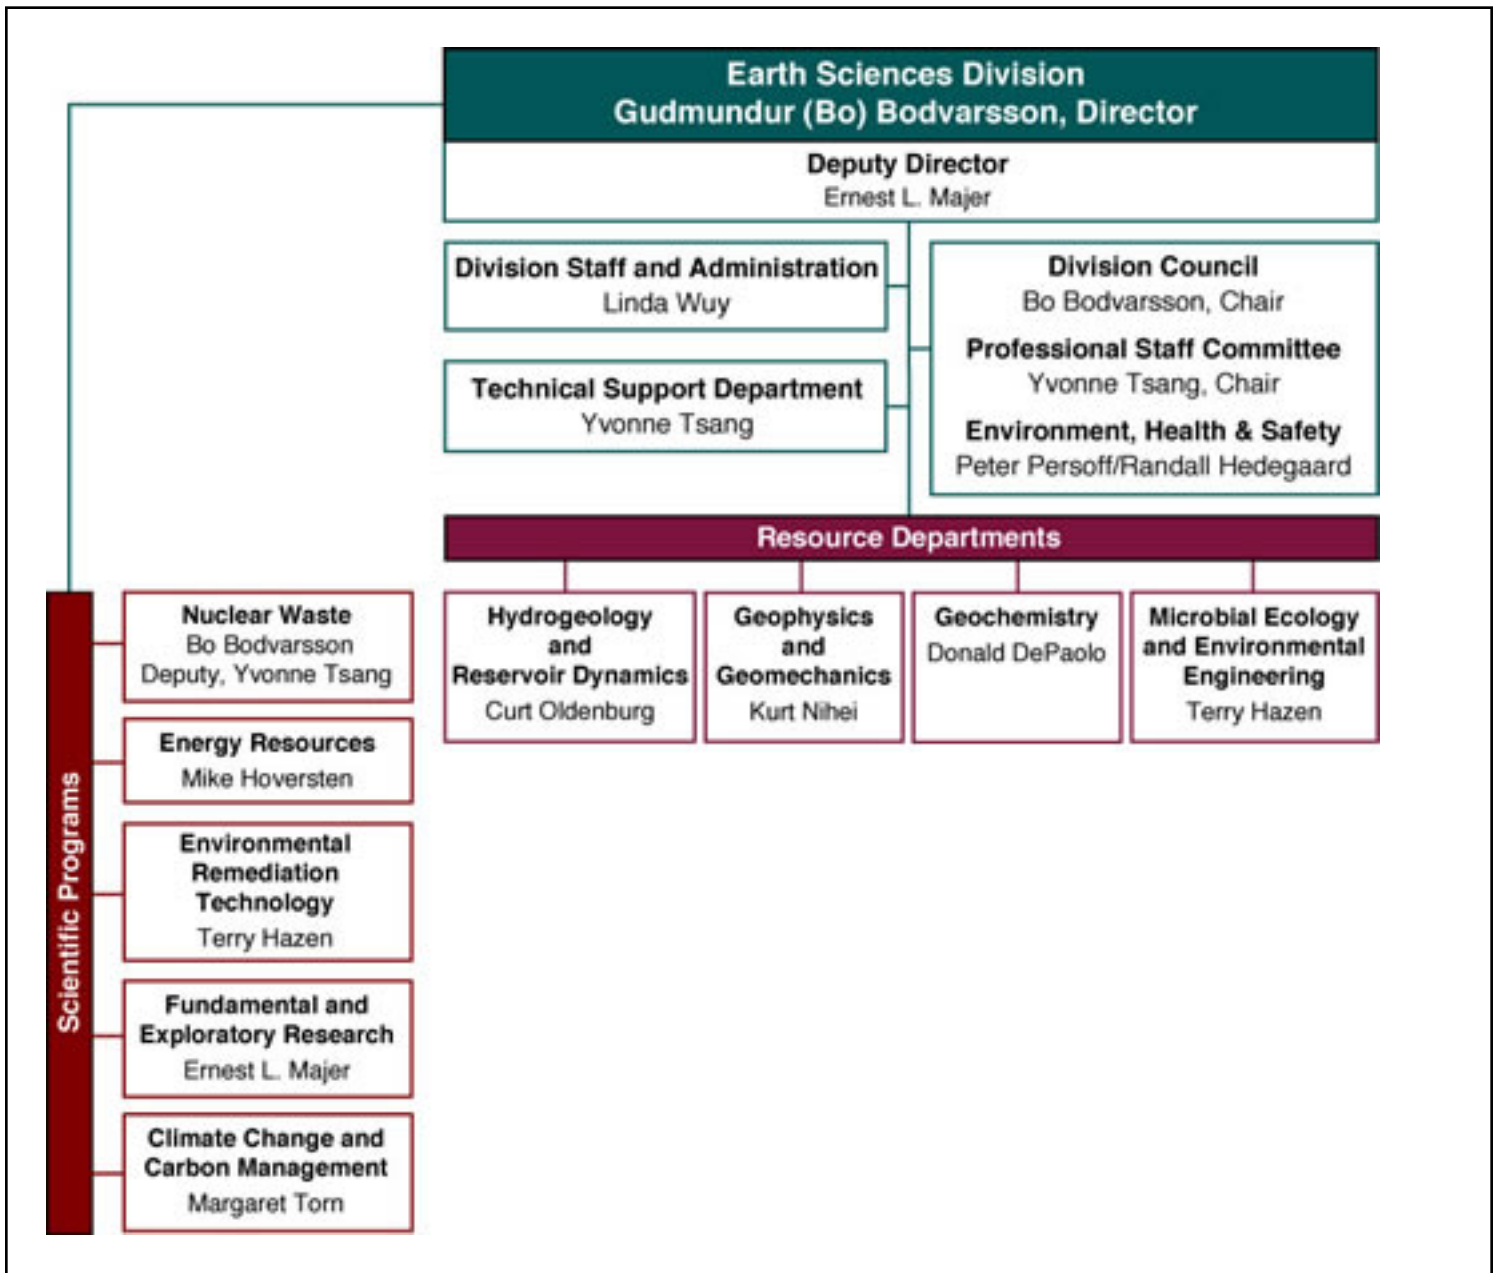 Earth Sciences Division
Gudmundur (Bo) Bodvarsson, Director
Deputy Director
Ernest L. Majer
Division Staff and Administration
Linda Wuy
Technical Support Department
Yvonne Tsang
Division Council
Bo Bodvarsson, Chair
Professional Staff Committee
Yvonne Tsang, Chair
Environment, Health & Safety
Peter Persoff/Randall Hedegaard
Resource Departments
Hydrogeology
and
Reservoir Dynamics
Curt Oldenburg
Geophysics
and
Geomechanics
Kurt Nihei
Geochemistry
Donald DePaolo
Microbial Ecology
and Environmental
Engineering
Terry Hazen
Scientific Programs
Nuclear Waste
Bo Bodvarsson
Deputy, Yvonne Tsang
Energy Resources
Mike Hoversten
Environmental
Remediation
Technology
Terry Hazen
Fundamental and
Exploratory Research
Ernest L. Majer
Climate Change and
Carbon Management
Margaret Torn